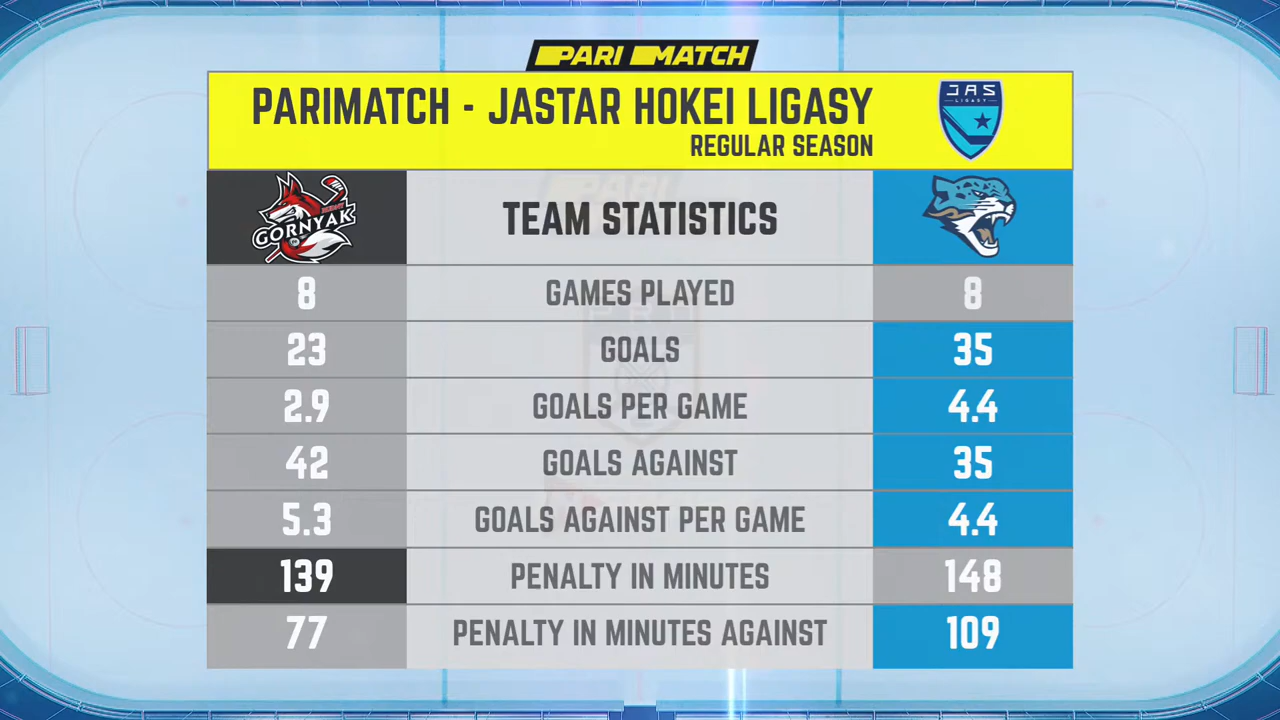 PARI MATCH
PARIMATCH - JASTAR HOKEI LIGASY
REGULAR SEASON
JAS
LIGASY
GORNYAK
TEAM STATISTICS
8 GAMES PLAYED 8
23 GOALS 35
2.9 GOALS PER GAME 4.4
42 GOALS AGAINST 35
5.3 GOALS AGAINST PER GAME 4.4
139 PENALTY IN MINUTES 148
77 PENALTY IN MINUTES AGAINST 109